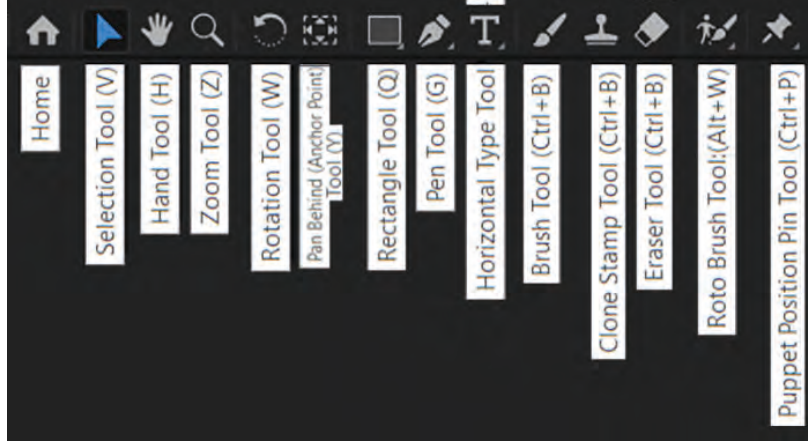 Home
Selection Tool (V)
Hand Tool (H)
Zoom Tool (Z)
Rotation Tool (W)
Pan Behind (Anchor Point)
Tool (Y)
Rectangle Tool (Q)
Pen Tool (G)
Horizontal Type Tool
Brush Tool (Ctrl+B)
Clone Stamp Tool (Ctrl+B)
Eraser Tool (Ctrl+B)
Roto Brush Tool:(Alt+W)
Puppet Position Pin Tool (Ctrl+P)